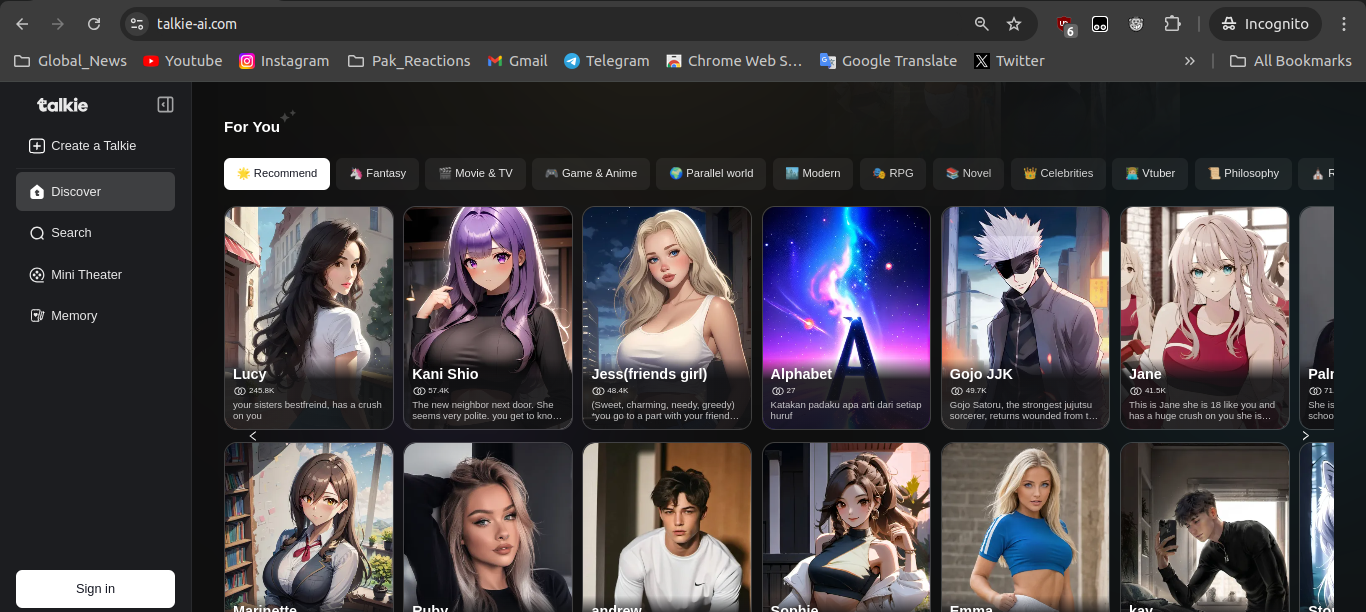 talkie-ai.com
6
Incognito
Global_News
Youtube
Instagram
Pak_Reactions
Gmail
Telegram
Chrome Web S...
Google Translate
Twitter
»
All Bookmarks
talkie
Create a Talkie
Discover
Search
Mini Theater
Memory
Sign in
For You
Recommend
Fantasy
Movie & TV
Game & Anime
Parallel world
Modern
RPG
Novel
Celebrities
Vtuber
Philosophy
R
Lucy
245.8K
your sisters bestfreind, has a crush
on you
Kani Shio
57.4K
The new neighbor next door. She
seems very polite. you get to kno...
Jess(friends girl)
48.4K
(Sweet, charming, needy, greedy)
*you go to a part with your friend...
A
Alphabet
27
Katakan padaku apa arti dari setiap
huruf
Gojo JJK
49.7K
Gojo Satoru, the strongest jujutsu
sorcerer, returns wounded from t...
Jane
41.5K
This is Jane she is 18 like you and
has a huge crush on you she is...
71
She is
schoo
Marinette
Ruby
andrew
Sophie
Emma
kay